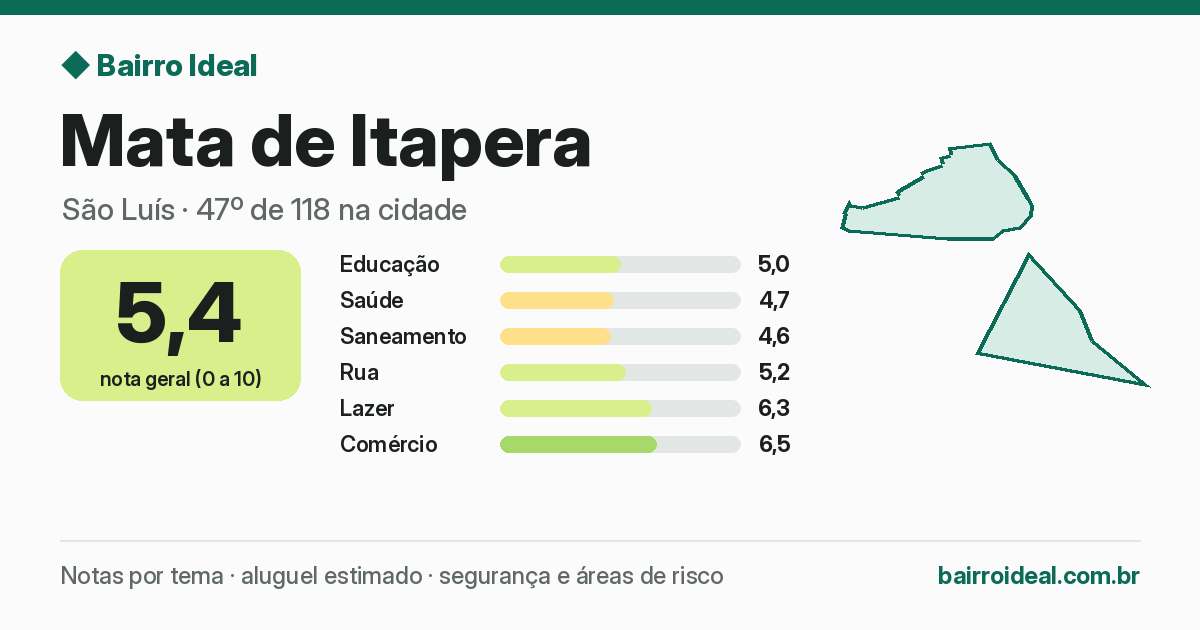 Bairro Ideal
Mata de Itapera
São Luís · 47º de 118 na cidade
5,4
nota geral (0 a 10)
Educação 5,0
Saúde 4,7
Saneamento 4,6
Rua 5,2
Lazer 6,3
Comércio 6,5
Notas por tema · aluguel estimado · segurança e áreas de risco
bairroideal.com.br